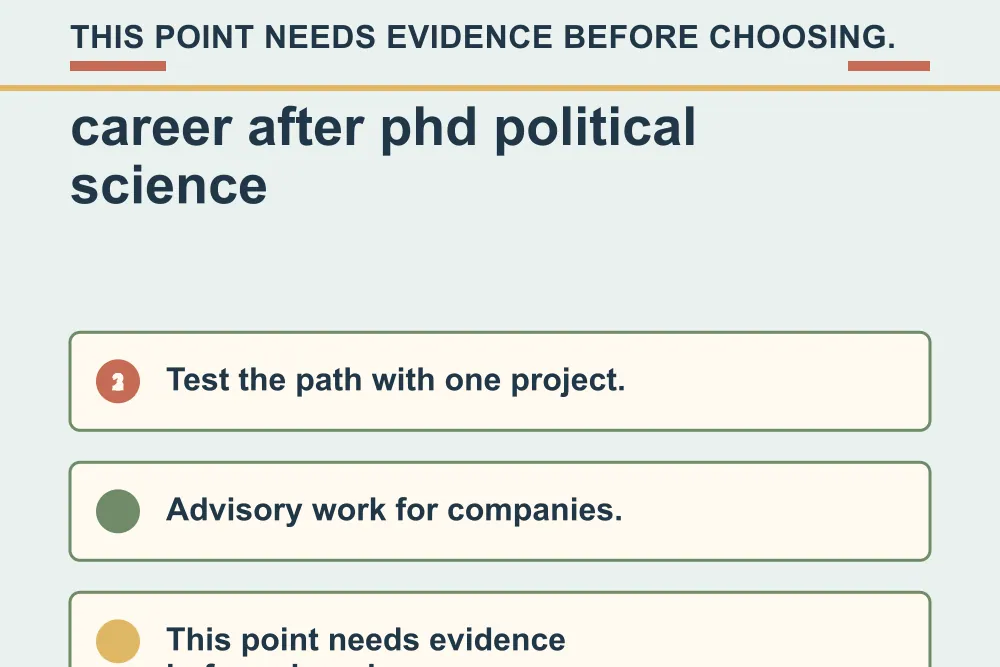 THIS POINT NEEDS EVIDENCE BEFORE CHOOSING.
career after phd political
science
Test the path with one project.
Advisory work for companies.
This point needs evidence